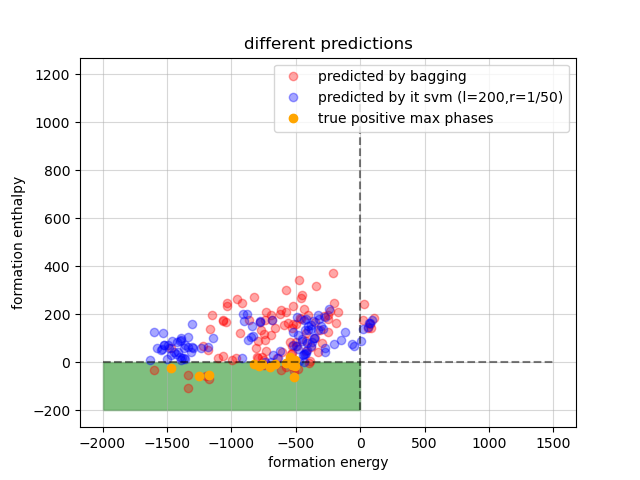 different predictions
predicted by bagging
predicted by it svm (l=200,r=1/50)
true positive max phases
1200
1000
800
600
400
200
0
−200
−2000 −1500 −1000 −500 0 500 1000 1500
formation enthalpy
formation energy